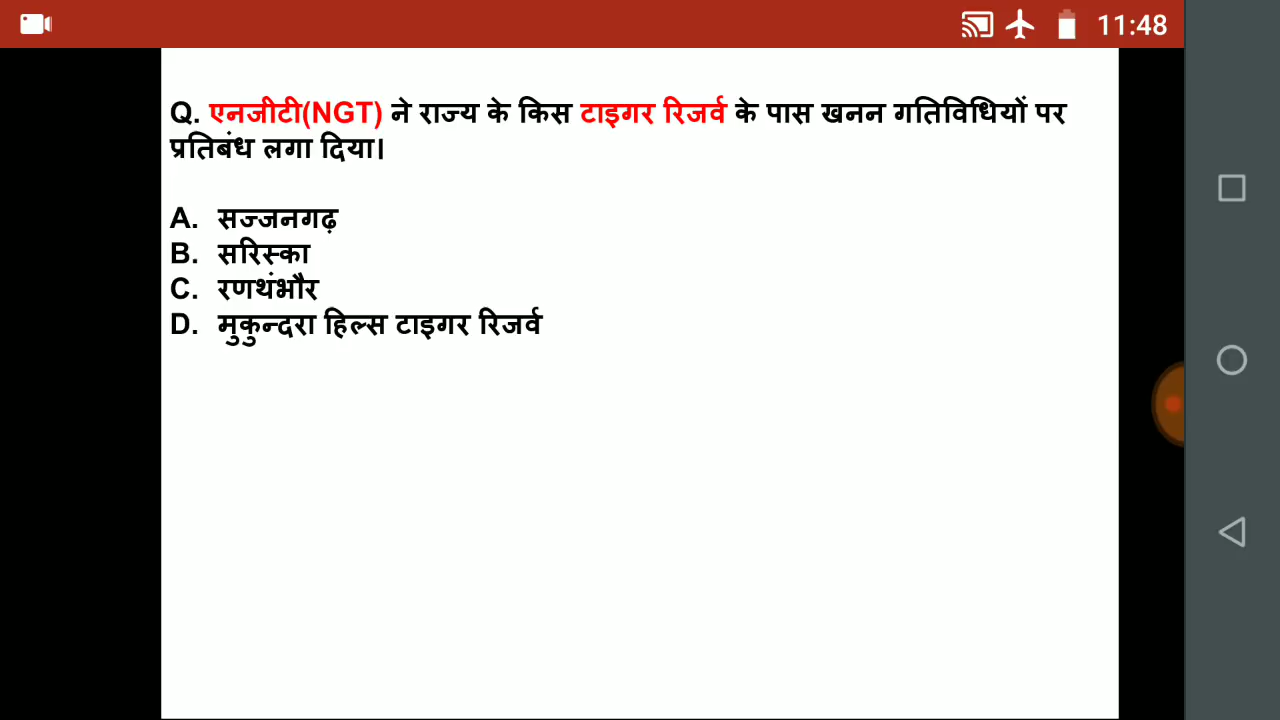 11:48
Q. एनजीटी(NGT) ने राज्य के किस टाइगर रिजर्व के पास खनन गतिविधियों पर
प्रतिबंध लगा दिया।
A. सज्जनगढ़
B. सरिस्का
C. रणथंभौर
D. मुकुन्दरा हिल्स टाइगर रिजर्व